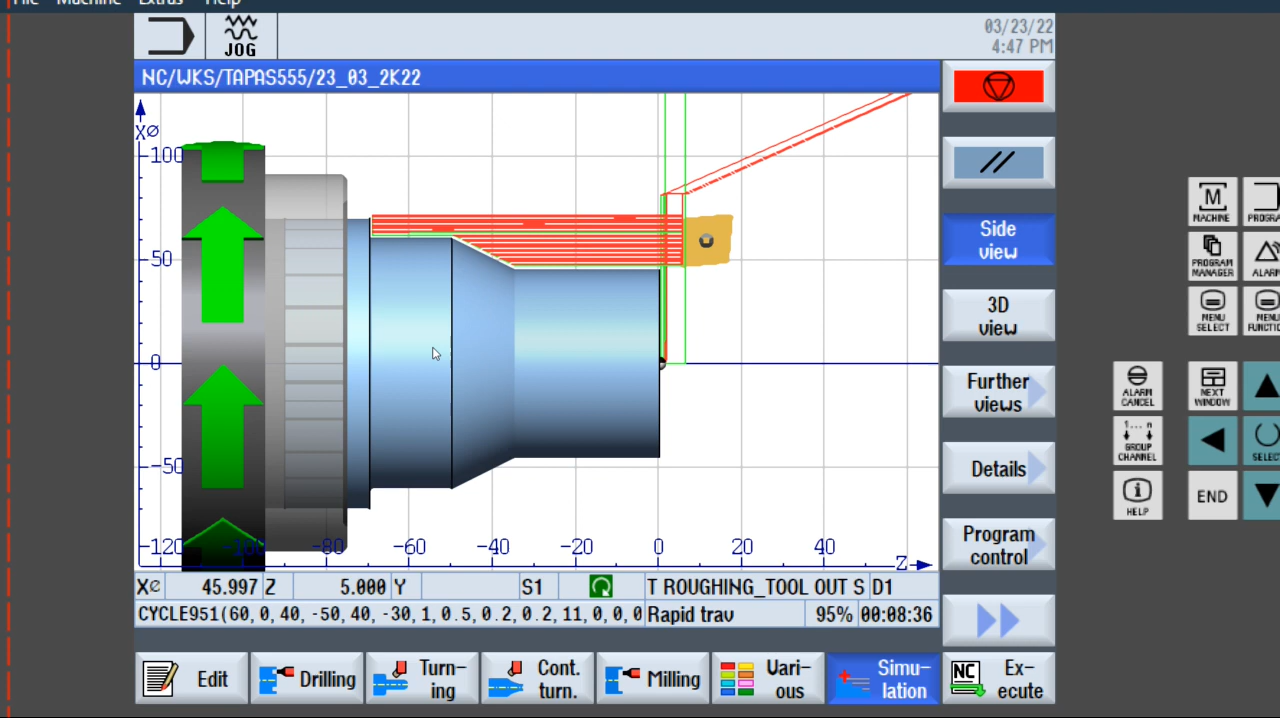 File Machine Extras Help
JOG
03/23/22
4:47 PM
NC/WKS/TAPAS555/23_03_2K22
XØ
100
50
0
-50
-120 -100 -80 -60 -40 -20 0 20 40
Z
Side view
3D view
Further views
Details
Program control
XØ 45.997 Z 5.000 Y S1 T ROUGHING_TOOL OUT S D1
CYCLE951(60,0,40,-50,40,-30,1,0.5,0.2,0.2,11,0,0,0 Rapid trav 95% 00:08:36
Edit
Drilling
Turn-
ing
Cont.
turn.
Milling
Vari-
ous
Simu-
lation
NC
Ex-
ecute
M
MACHINE
PROGRAM MANAGER
ALARM
MENU SELECT
MENU
ALARM CANCEL
NEXT WINDOW
1... n
GROUP CHANNEL
SELECT
HELP
END